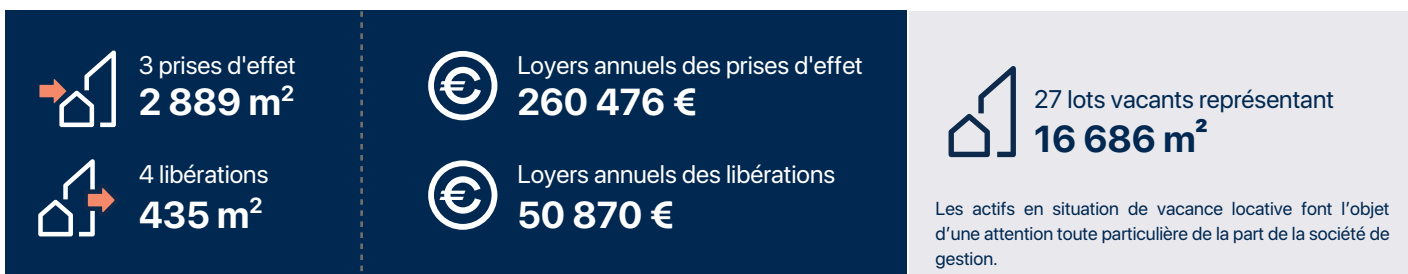 3 prises d'effet
2 889 m²
4 libérations
435 m²
Loyers annuels des prises d'effet
260 476 €
Loyers annuels des libérations
50 870 €
27 lots vacants représentant
16 686 m²
Les actifs en situation de vacance locative font l'objet
d'une attention toute particulière de la part de la société de
gestion.